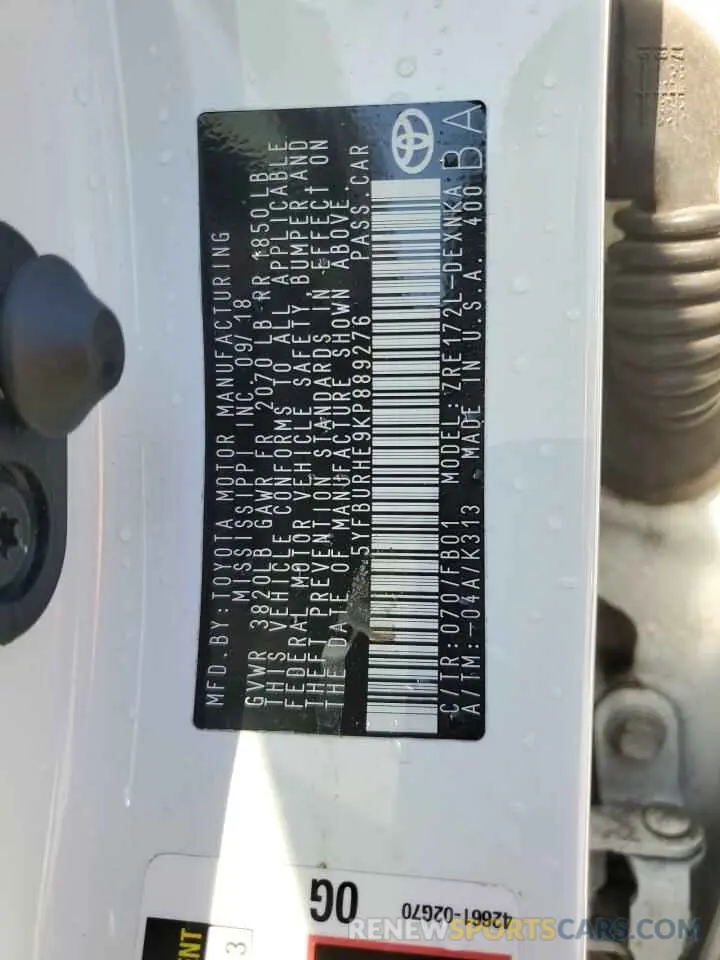 MFD.BY:TOYOTA MOTOR MANUFACTURING
MISSISSIPPI INC. 09/18
GVWR 3820LB GAWR FR 2070 LB RR 1850LB
THIS VEHICLE CONFORMS TO ALL APPLICABLE
FEDERAL MOTOR VEHICLE SAFETY BUMPER AND
THEFT PREVENTION STANDARDS IN EFFECT ON
THE DATE OF MANUFACTURE SHOWN ABOVE.
5YFBURHE9KP889276 PASS.CAR
C/TR:070/FB01 MODEL:ZRE172L-DEXNKA
A/TM:-04A/K313 MADE IN U.S.A. 400
BA
0G
42661-02G70
3
RENEWSPORTSCARS.COM